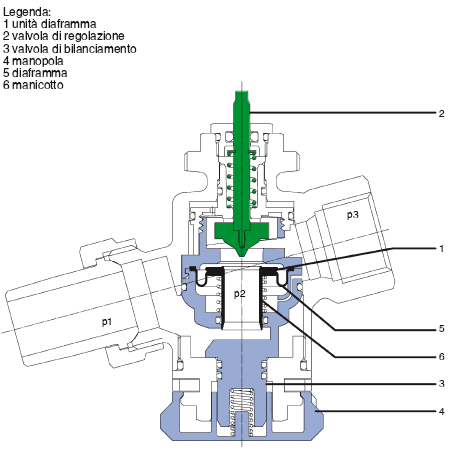 Legenda:
1 unità diaframma
2 valvola di regolazione
3 valvola di bilanciamento
4 manopola
5 diaframma
6 manicotto
2
p3
1
p2
p1
5
6
3
4